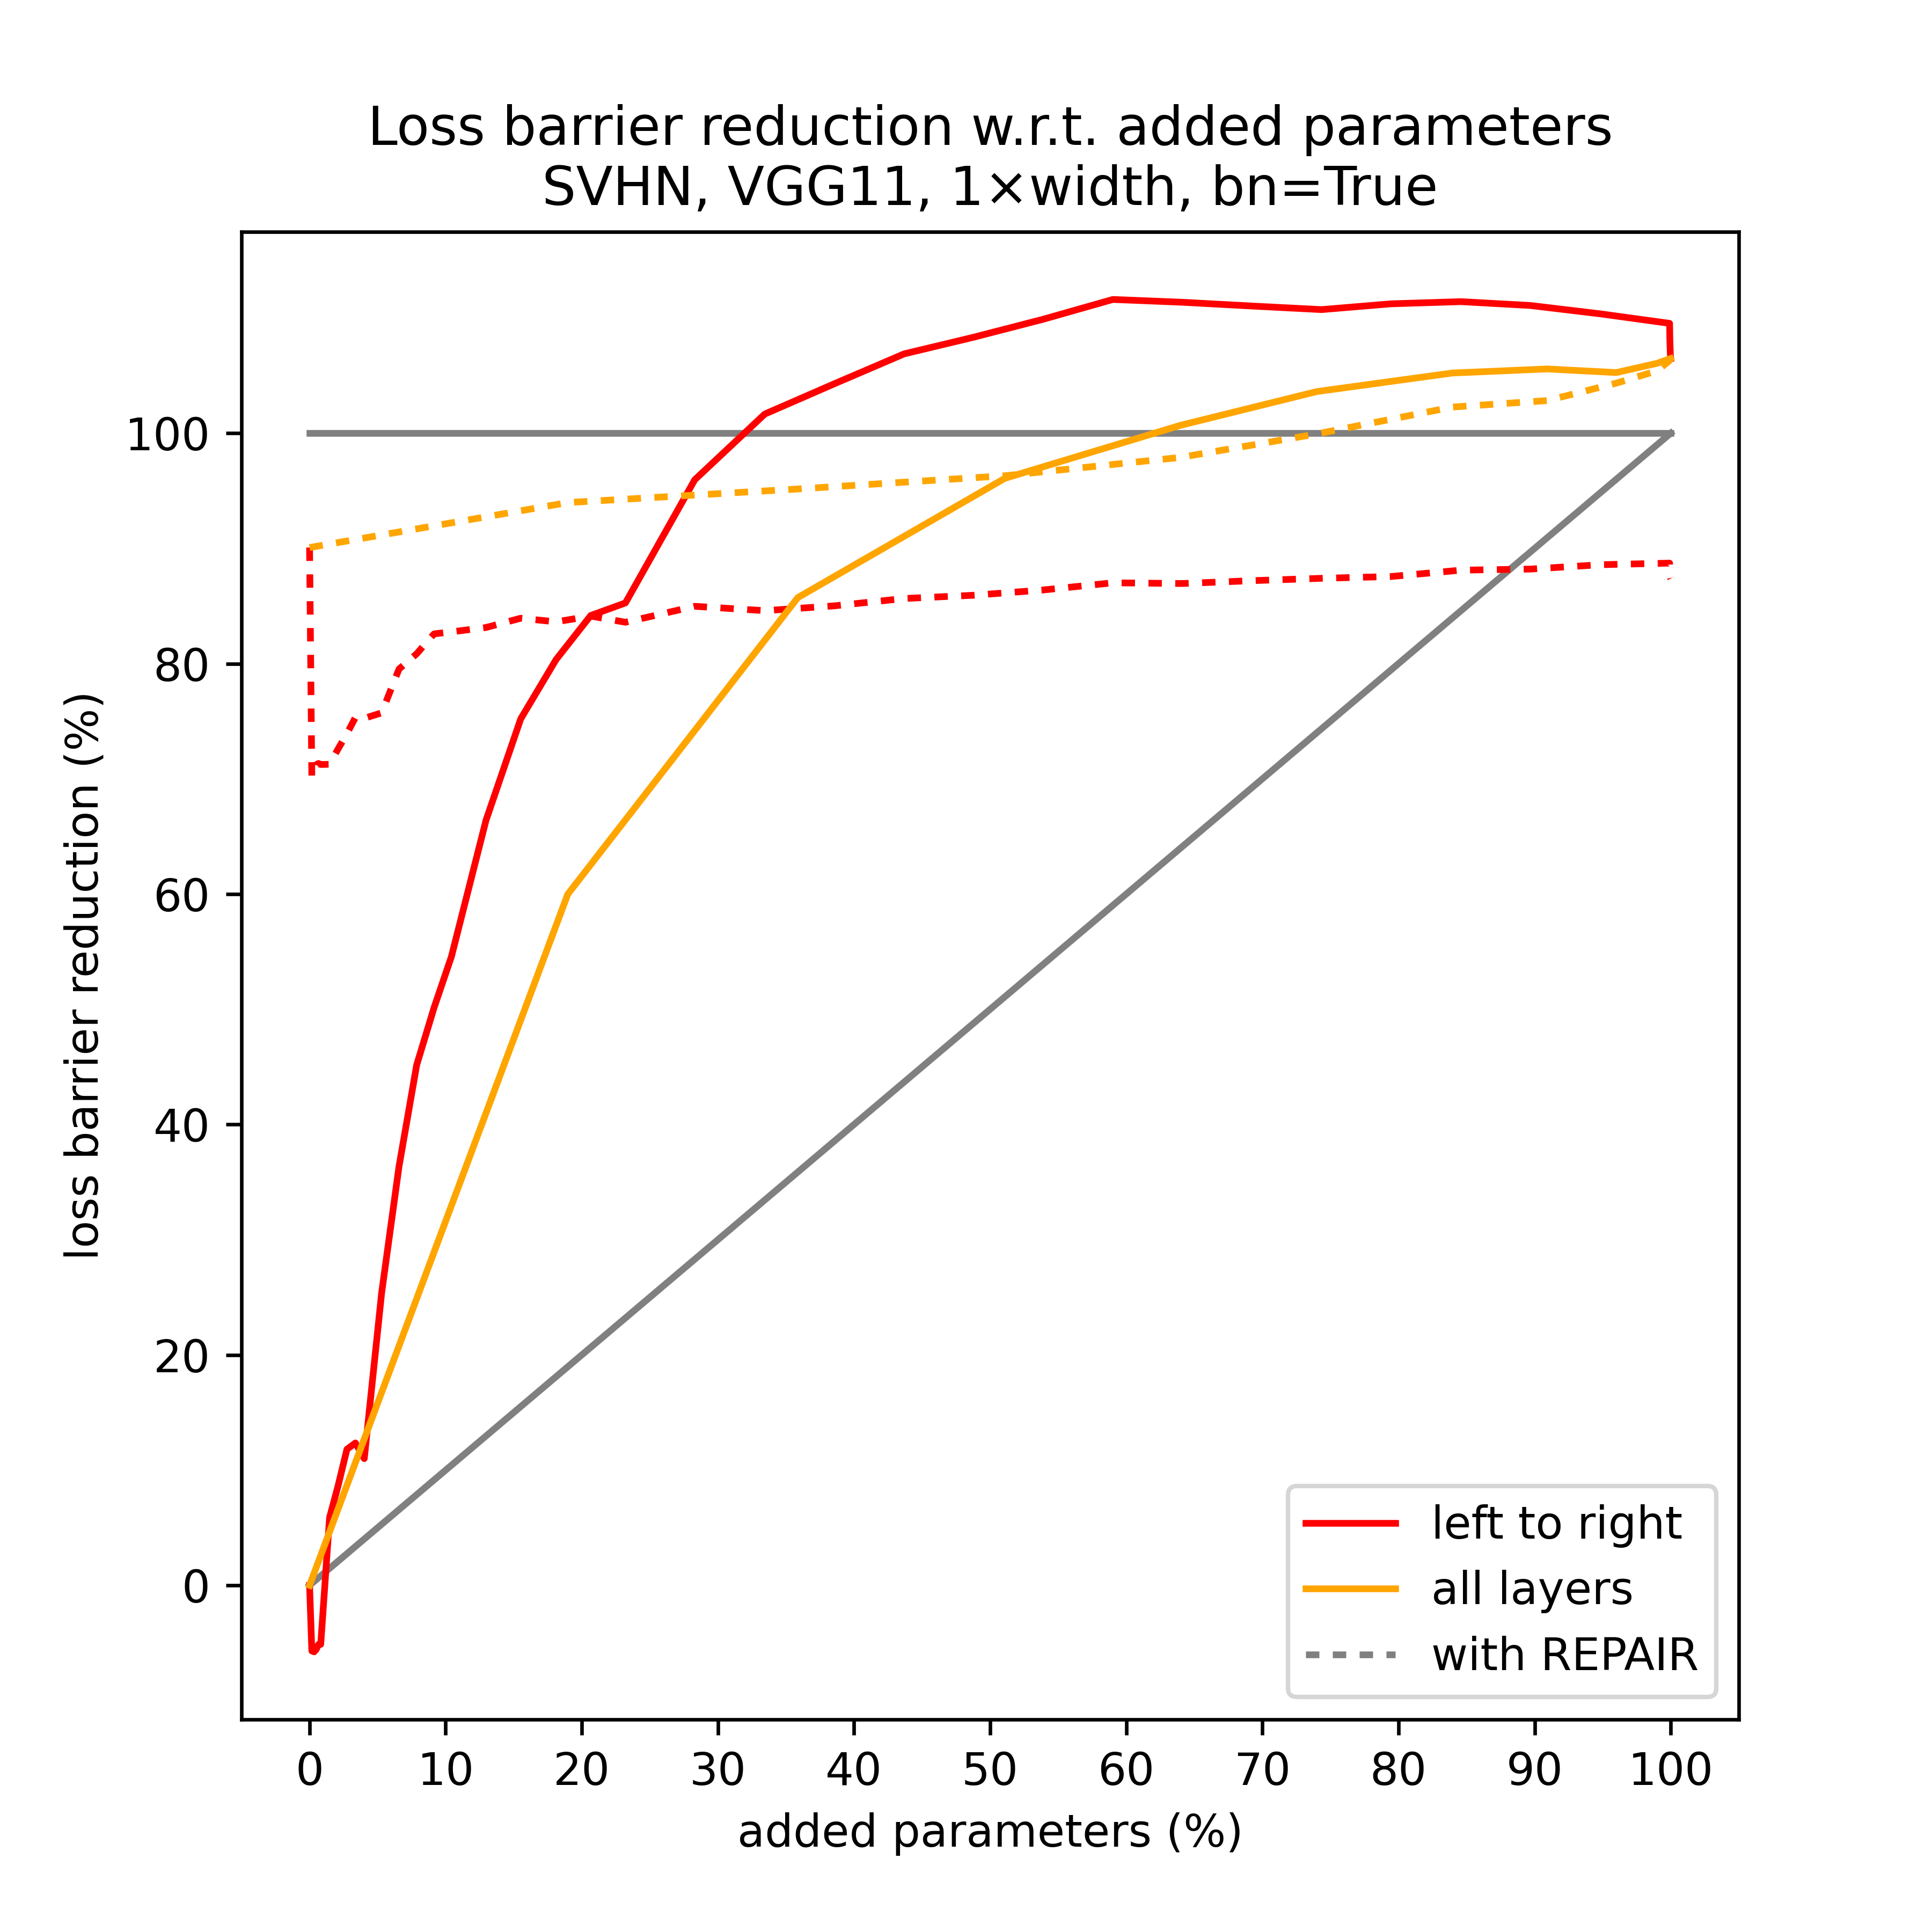 Loss barrier reduction w.r.t. added parameters
SVHN, VGG11, 1×width, bn=True
loss barrier reduction (%)
100
80
60
40
20
0
0 10 20 30 40 50 60 70 80 90 100
added parameters (%)
left to right
all layers
with REPAIR